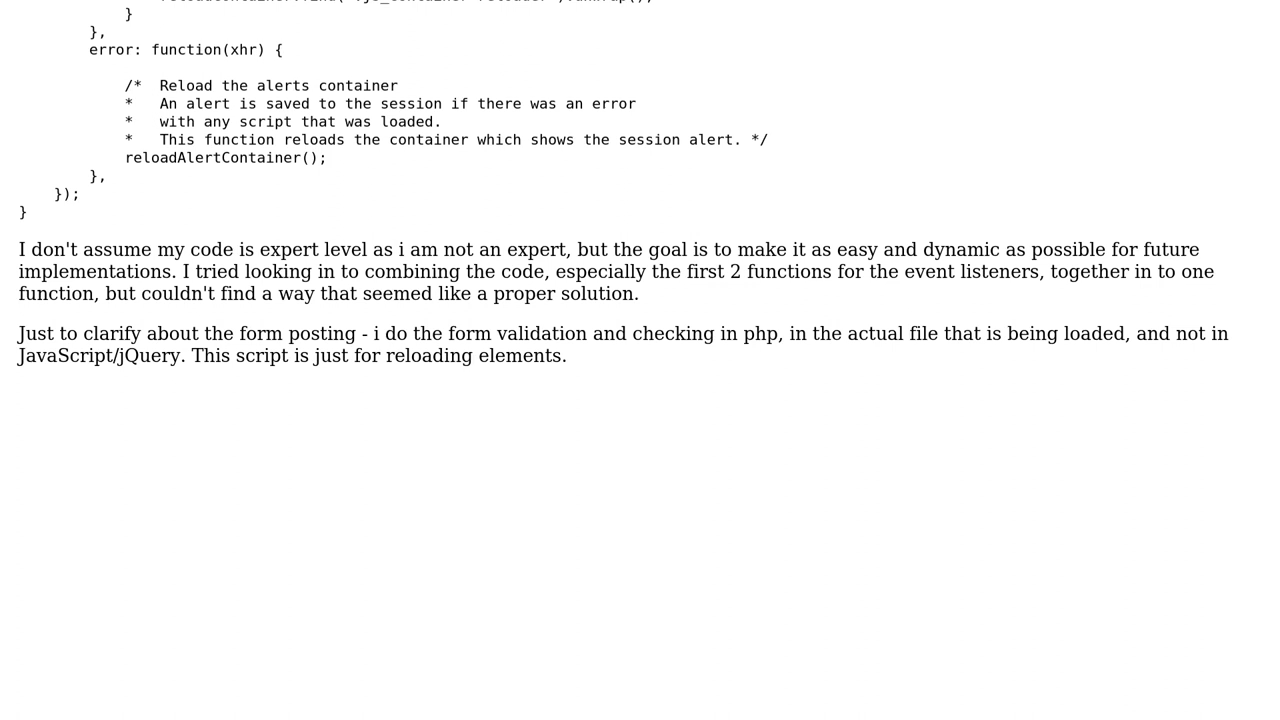 }
},
error: function(xhr) {
/*  Reload the alerts container
*   An alert is saved to the session if there was an error
*   with any script that was loaded.
*   This function reloads the container which shows the session alert. */
reloadAlertContainer();
},
});
}
I don't assume my code is expert level as i am not an expert, but the goal is to make it as easy and dynamic as possible for future
implementations. I tried looking in to combining the code, especially the first 2 functions for the event listeners, together in to one
function, but couldn't find a way that seemed like a proper solution.
Just to clarify about the form posting - i do the form validation and checking in php, in the actual file that is being loaded, and not in
JavaScript/jQuery. This script is just for reloading elements.